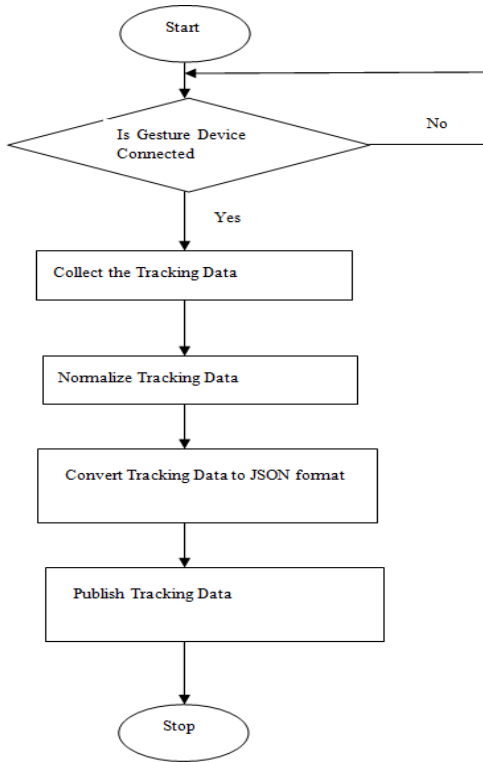 Start
Is Gesture Device
Connected
No
Yes
Collect the Tracking Data
Normalize Tracking Data
Convert Tracking Data to JSON format
Publish Tracking Data
Stop